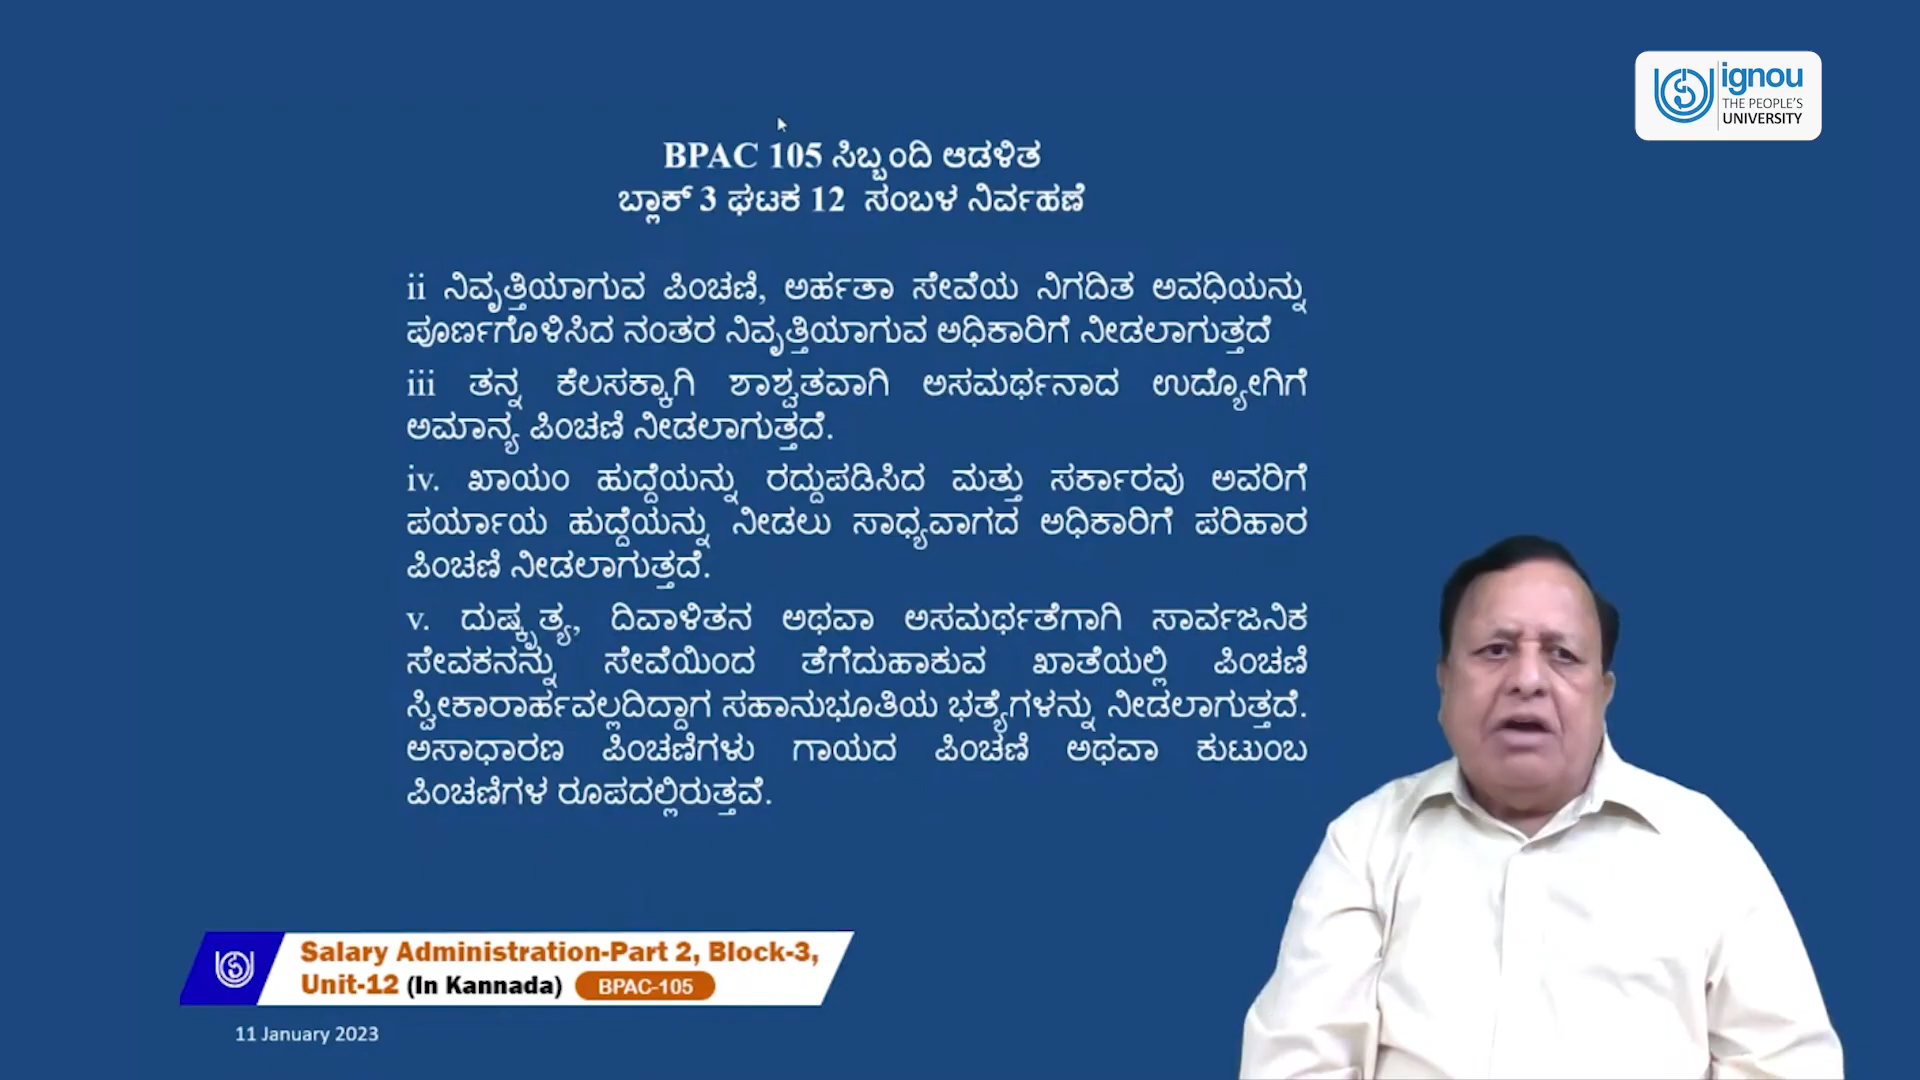 ignou
THE PEOPLE'S
UNIVERSITY
BPAC 105 ಸಿಬ್ಬಂದಿ ಆಡಳಿತ
ಬ್ಲಾಕ್ 3 ಘಟಕ 12 ಸಂಬಳ ನಿರ್ವಹಣೆ
ii ನಿವೃತ್ತಿಯಾಗುವ ಪಿಂಚಣಿ, ಅರ್ಹತಾ ಸೇವೆಯ ನಿಗದಿತ ಅವಧಿಯನ್ನು
ಪೂರ್ಣಗೊಳಿಸಿದ ನಂತರ ನಿವೃತ್ತಿಯಾಗುವ ಅಧಿಕಾರಿಗೆ ನೀಡಲಾಗುತ್ತದೆ
iii ತನ್ನ ಕೆಲಸಕ್ಕಾಗಿ ಶಾಶ್ವತವಾಗಿ ಅಸಮರ್ಥನಾದ ಉದ್ಯೋಗಿಗೆ
ಅಮಾನ್ಯ ಪಿಂಚಣಿ ನೀಡಲಾಗುತ್ತದೆ.
iv. ಖಾಯಂ ಹುದ್ದೆಯನ್ನು ರದ್ದುಪಡಿಸಿದ ಮತ್ತು ಸರ್ಕಾರವು ಅವರಿಗೆ
ಪರ್ಯಾಯ ಹುದ್ದೆಯನ್ನು ನೀಡಲು ಸಾಧ್ಯವಾಗದ ಅಧಿಕಾರಿಗೆ ಪರಿಹಾರ
ಪಿಂಚಣಿ ನೀಡಲಾಗುತ್ತದೆ.
v. ದುಷ್ಕೃತ್ಯ, ದಿವಾಳಿತನ ಅಥವಾ ಅಸಮರ್ಥತೆಗಾಗಿ ಸಾರ್ವಜನಿಕ
ಸೇವಕನನ್ನು ಸೇವೆಯಿಂದ ತೆಗೆದುಹಾಕುವ ಖಾತೆಯಲ್ಲಿ ಪಿಂಚಣಿ
ಸ್ವೀಕಾರಾರ್ಹವಲ್ಲದಿದ್ದಾಗ ಸಹಾನುಭೂತಿಯ ಭತ್ಯೆಗಳನ್ನು ನೀಡಲಾಗುತ್ತದೆ.
ಅಸಾಧಾರಣ ಪಿಂಚಣಿಗಳು ಗಾಯದ ಪಿಂಚಣಿ ಅಥವಾ ಕುಟುಂಬ
ಪಿಂಚಣಿಗಳ ರೂಪದಲ್ಲಿರುತ್ತವೆ.
Salary Administration-Part 2, Block-3,
Unit-12 (In Kannada) BPAC-105
11 January 2023